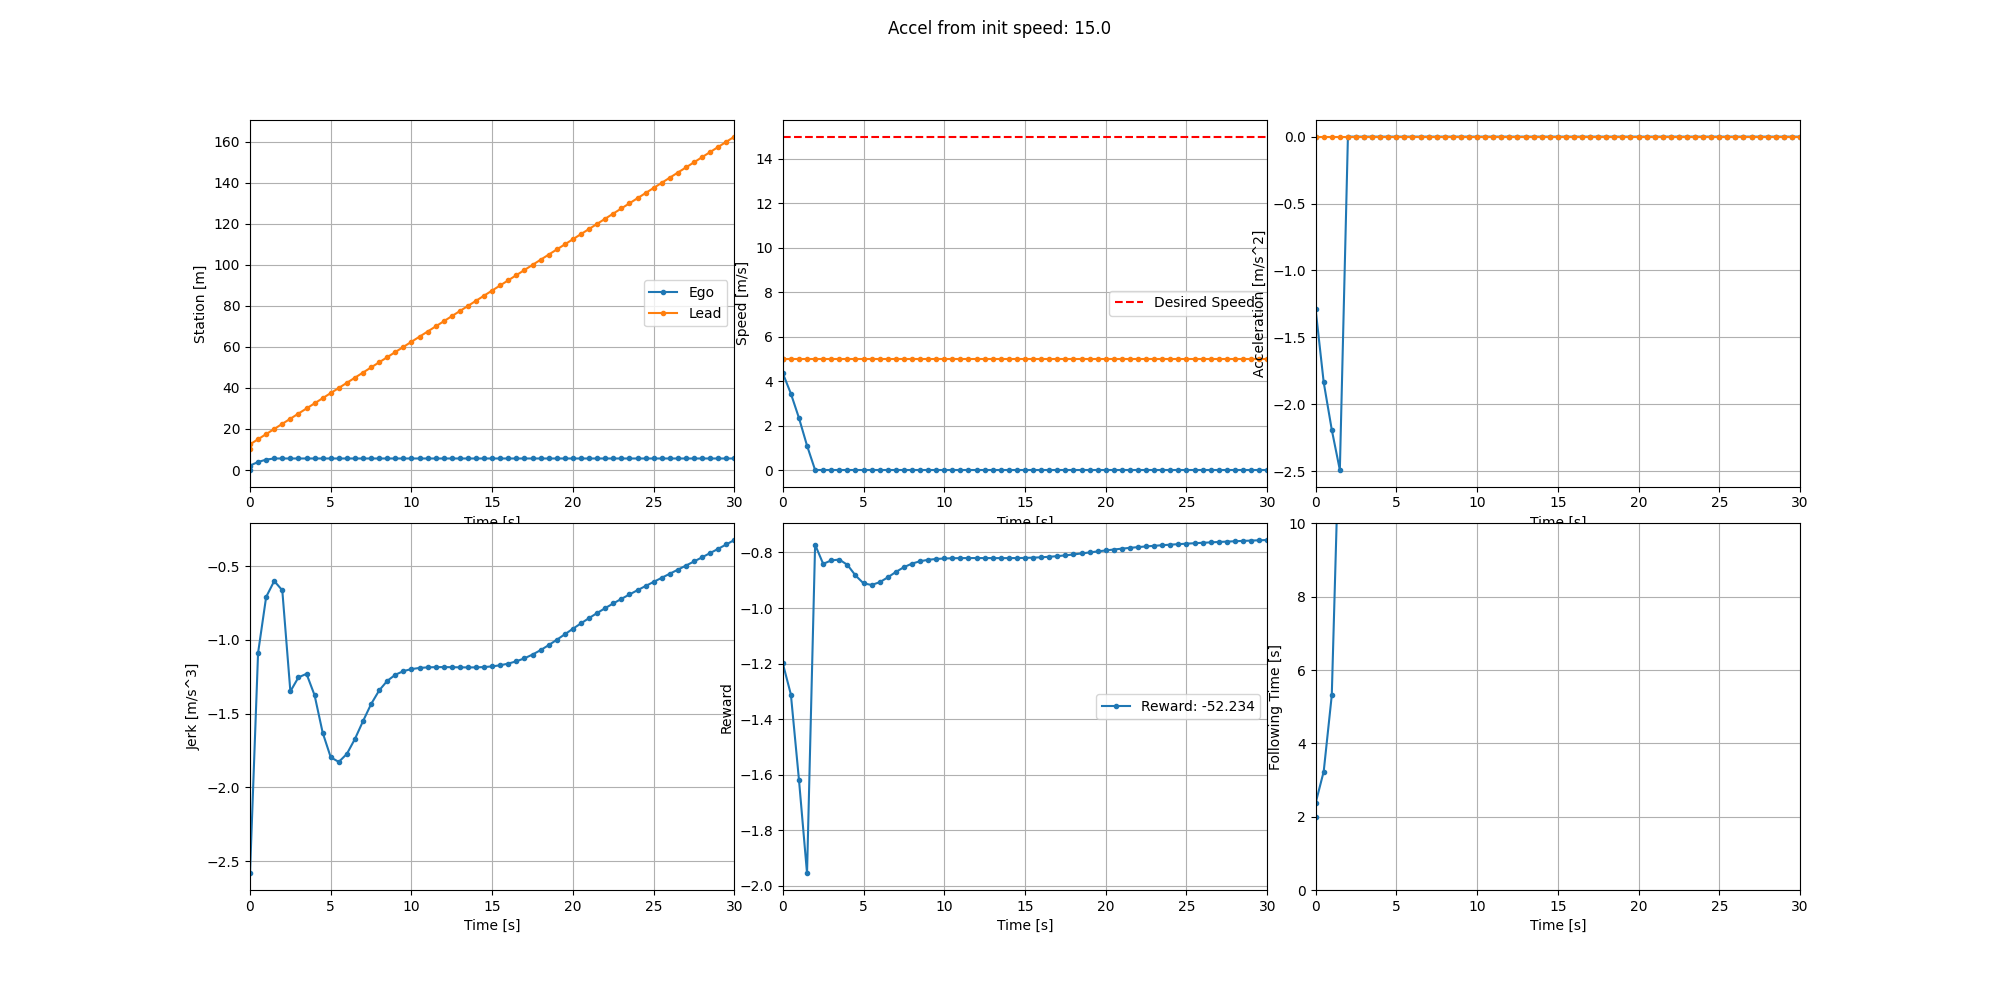 Accel from init speed: 15.0
160
140
120
100
80
60
40
20
0
Station [m]
0 5 10 15 20 25 30
Time [s]
Ego
Lead
14
12
10
8
6
4
2
0
Speed [m/s]
0 5 10 15 20 25 30
Time [s]
Desired Speed
0.0
−0.5
−1.0
−1.5
−2.0
−2.5
Acceleration [m/s^2]
0 5 10 15 20 25 30
Time [s]
−0.5
−1.0
−1.5
−2.0
−2.5
Jerk [m/s^3]
0 5 10 15 20 25 30
Time [s]
−0.8
−1.0
−1.2
−1.4
−1.6
−1.8
−2.0
Reward
0 5 10 15 20 25 30
Time [s]
Reward: -52.234
10
8
6
4
2
0
Following Time [s]
0 5 10 15 20 25 30
Time [s]